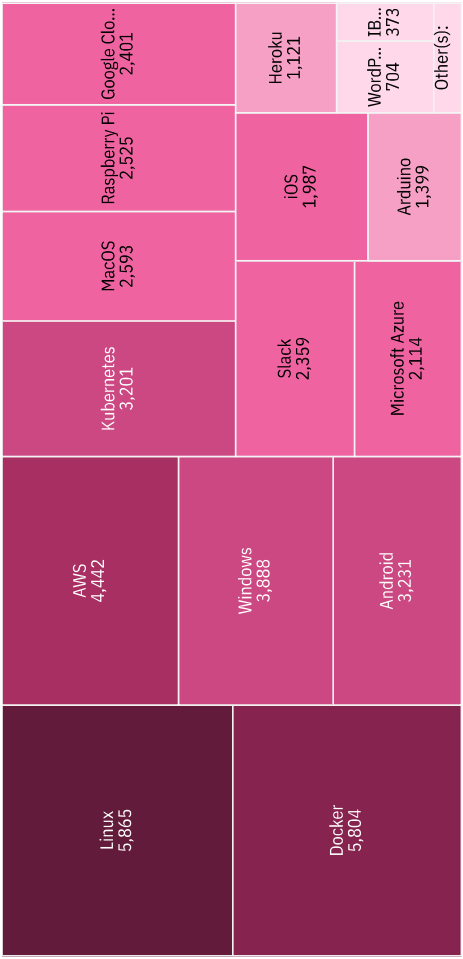 Linux
5,865
Docker
5,804
AWS
4,442
Windows
3,888
Android
3,231
Kubernetes
3,201
MacOS
2,593
Raspberry Pi
2,525
Google Clo...
2,401
Slack
2,359
Microsoft Azure
2,114
iOS
1,987
Arduino
1,399
Heroku
1,121
WordP...
704
IB...
373
Other(s):